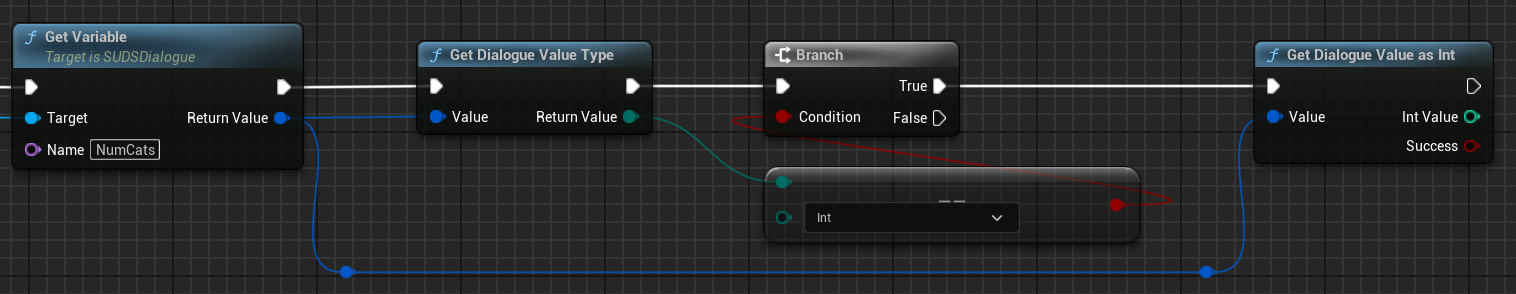 Get Variable
Target is SUDSDialogue
Target
Return Value
Name NumCats
Get Dialogue Value Type
Value
Return Value
Branch
True
Condition
False
==
Int
Get Dialogue Value as Int
Value
Int Value
Success